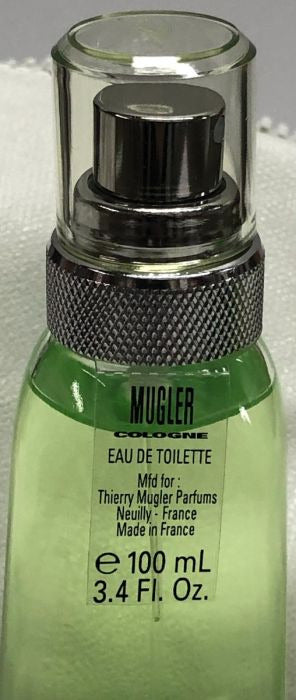 MUGLER
COLOGNE
EAU DE TOILETTE
Mfd for :
Thierry Mugler Parfums
Neuilly - France
Made in France
℮ 100 mL
3.4 Fl. Oz.